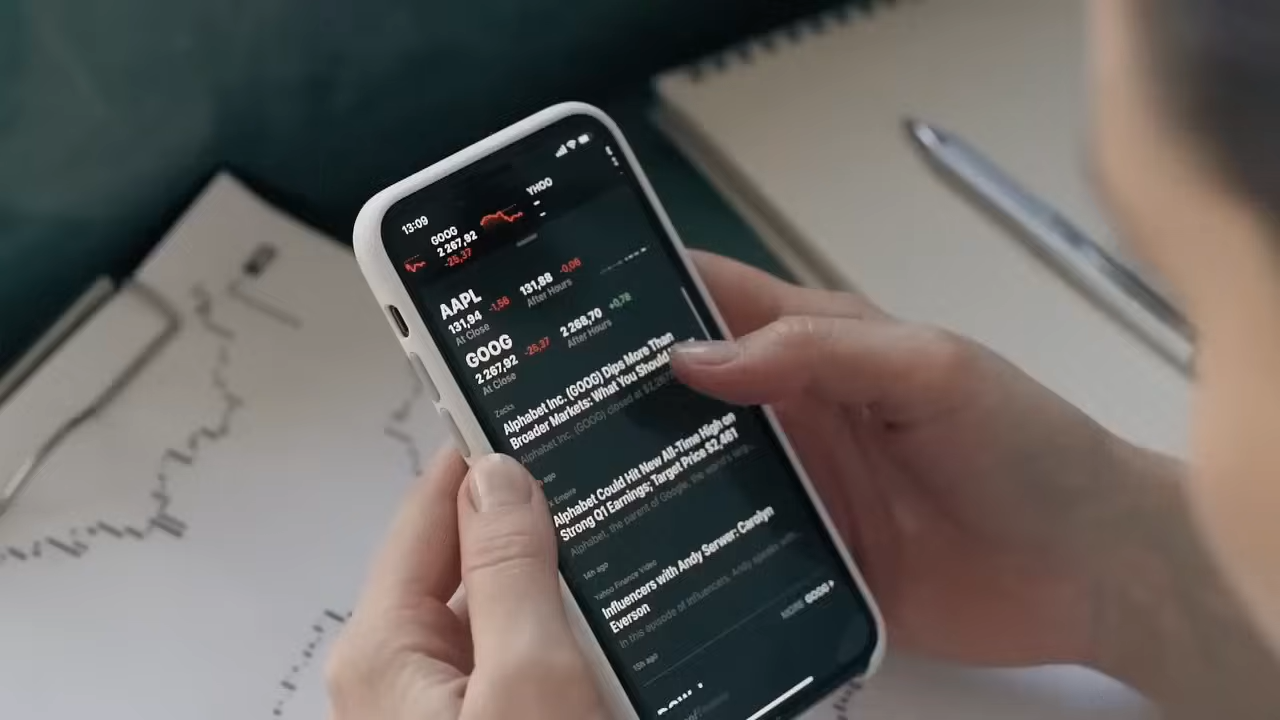 13:09
GOOG
2 267,92
-25,37
YHOO
AAPL
131,94 -1,56 131,88 -0,06
At Close After Hours
GOOG
2 267,92 -25,37 2 268,70 +0,78
At Close After Hours
Zacks
Alphabet Inc. (GOOG) Dips More Than
Broader Markets: What You Should
Alphabet Inc. (GOOG) closed at
ago
Empire
Alphabet Could Hit New All-Time High on
Strong Q1 Earnings; Target Price $2,461
Alphabet, the parent of Google, the world's
14h ago
Yahoo Finance Video
Influencers with Andy Serwer: Carolyn
Everson
In this episode of Influencers, Andy speaks with
15h ago
MORE GOOG